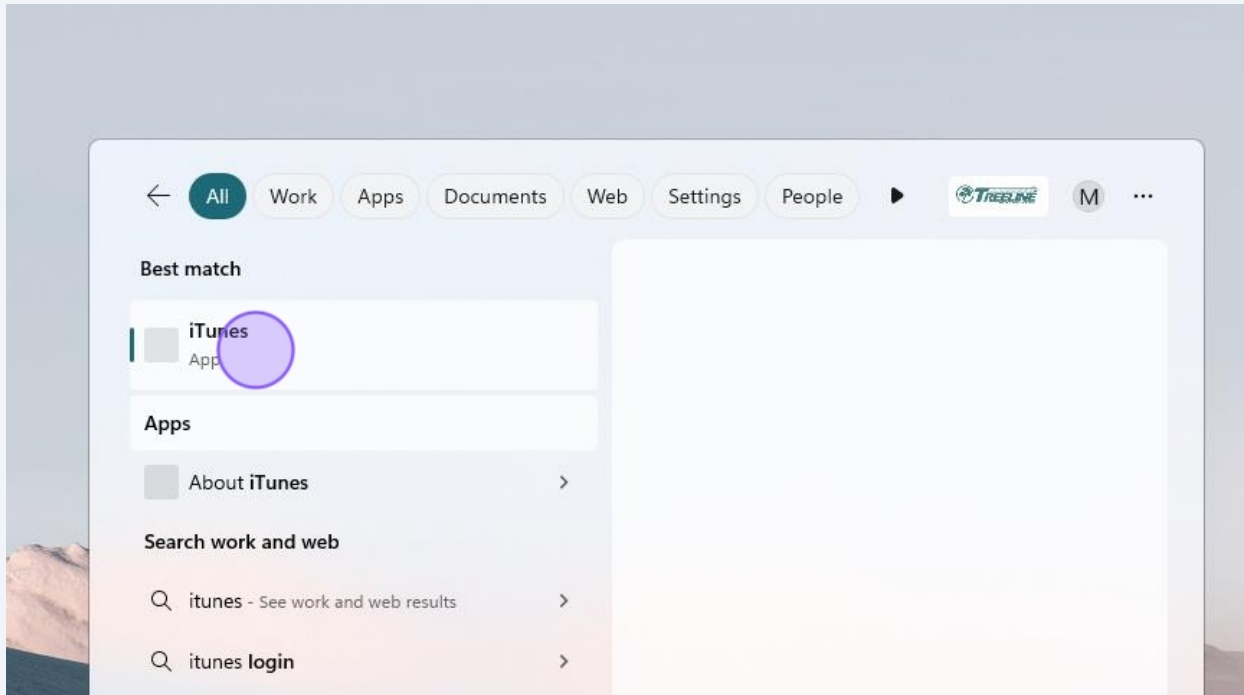 All Work Apps Documents Web Settings People TREELINE M
Best match
iTunes
App
Apps
About iTunes
Search work and web
itunes - See work and web results
itunes login